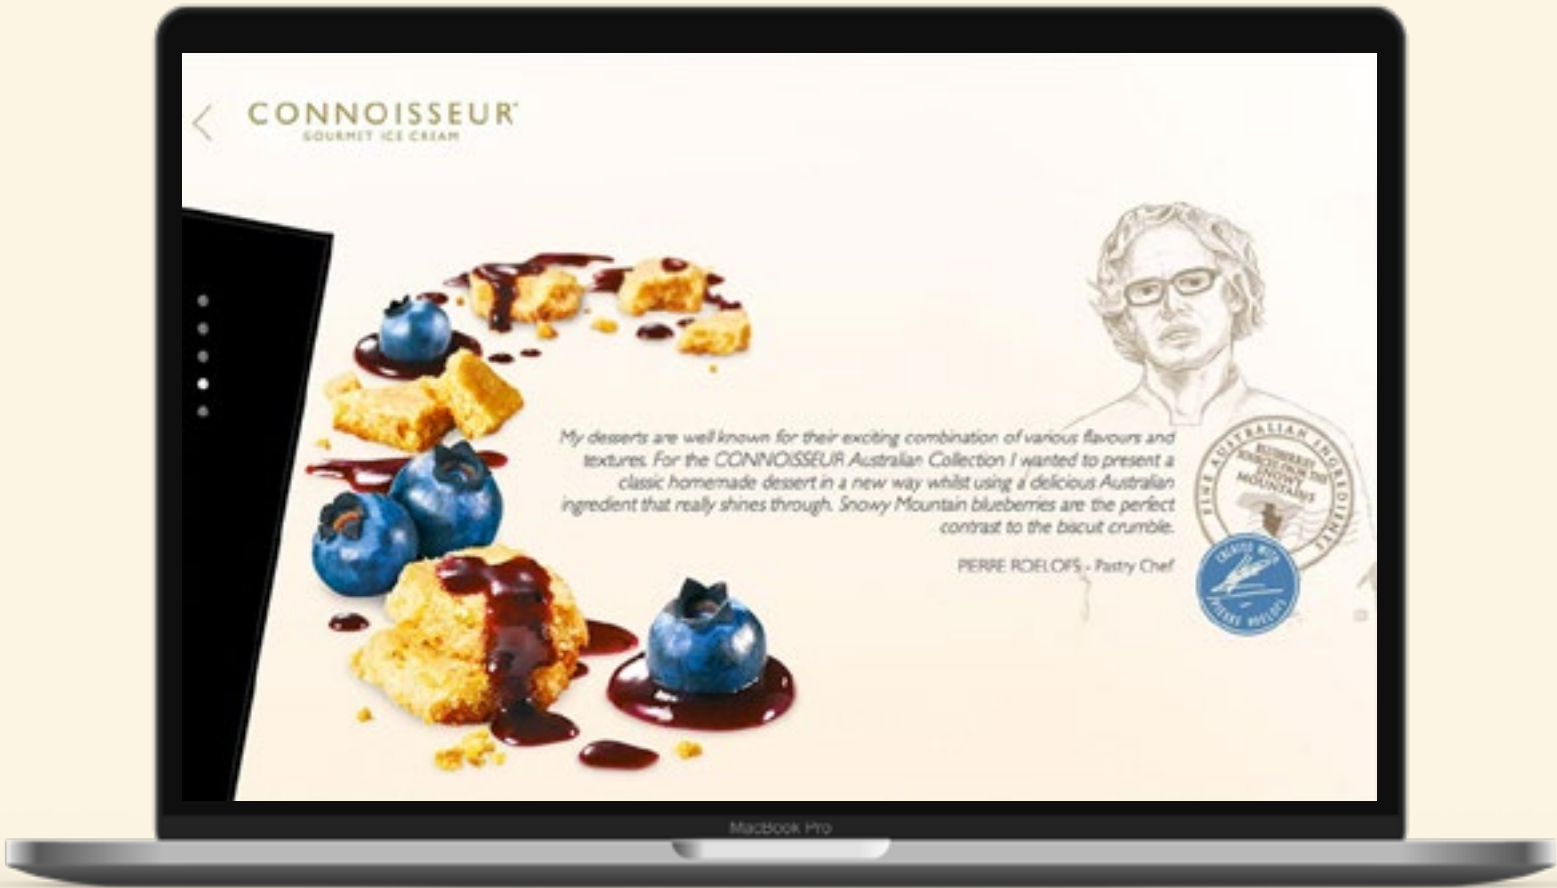 CONNOISSEUR
GOURMET ICE CREAM
My desserts are well known for their exciting combination of various flavours and
textures. For the CONNOISSEUR Australian Collection I wanted to present a
classic homemade dessert in a new way whilst using a delicious Australian
ingredient that really shines through. Snowy Mountain blueberries are the perfect
contrast to the biscuit crumble.
PIERRE ROELOFS - Pastry Chef
FINE AUSTRALIAN INGREDIENTS
BLUEBERRY
SNOWY
MOUNTAINS
CREATED WITH
PIERRE ROELOFS
MacBook Pro